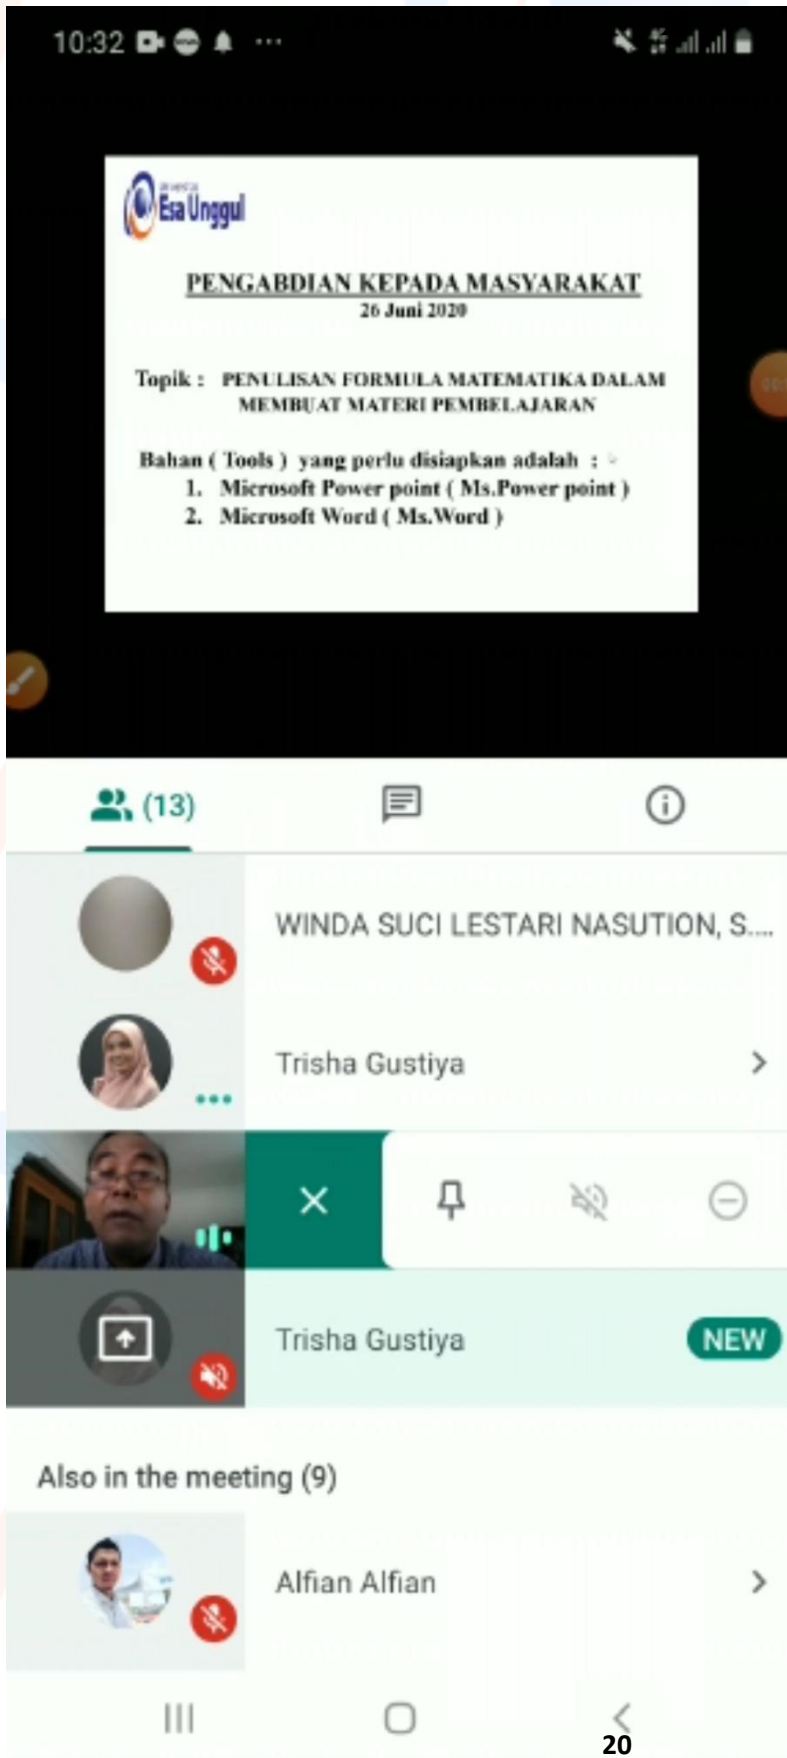 10:32
Esa Unggul
PENGABDIAN KEPADA MASYARAKAT
26 Juni 2020
Topik : PENULISAN FORMULA MATEMATIKA DALAM
MEMBUAT MATERI PEMBELAJARAN
Bahan ( Tools ) yang perlu disiapkan adalah :
1. Microsoft Power point ( Ms.Power point )
2. Microsoft Word ( Ms.Word )
(13)
WINDA SUCI LESTARI NASUTION, S....
Trisha Gustiya
Trisha Gustiya
NEW
Also in the meeting (9)
Alfian Alfian
20